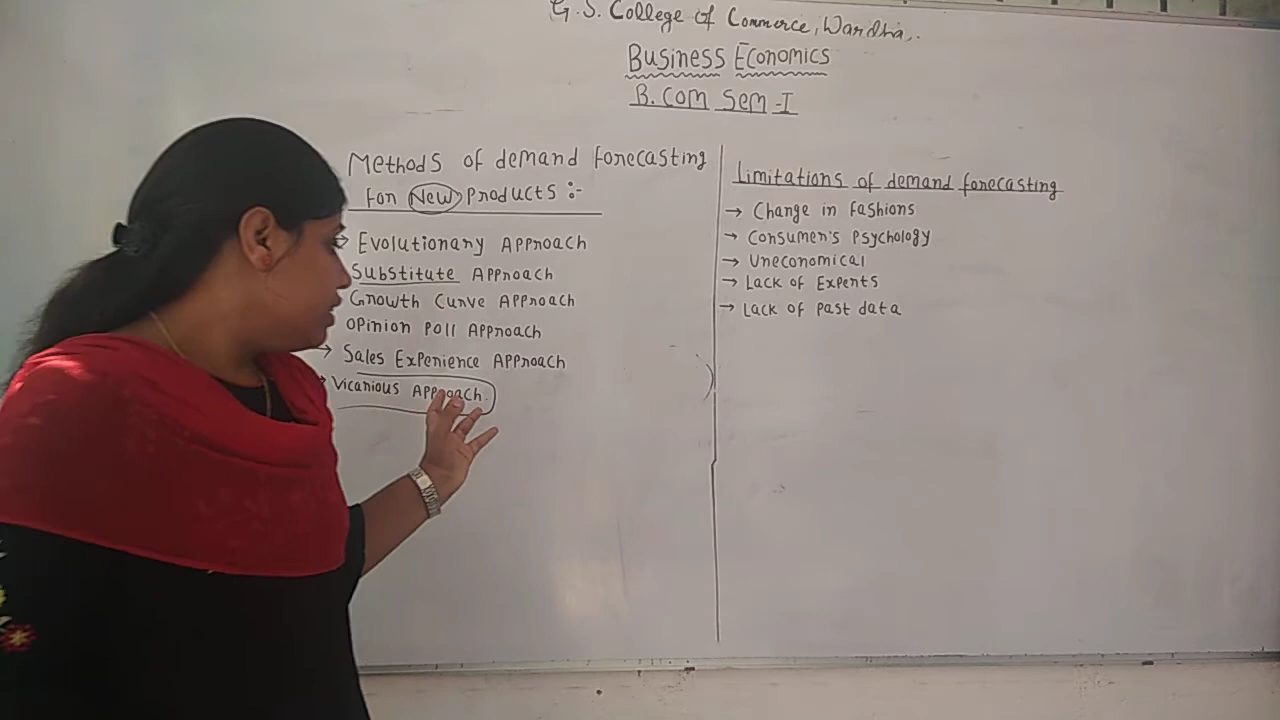 G. S. College of Commerce, Wardha,.
Business Economics
B. Com Sem-I
Methods of demand forecasting
for New Products :-
→ Evolutionary Approach
Substitute Approach
Growth Curve Approach
Opinion Poll Approach
→ Sales Experience Approach
→ Vicarious Approach.
Limitations of demand forecasting
→ Change in fashions
→ Consumer's Psychology
→ Uneconomical
→ Lack of Experts
→ Lack of past data